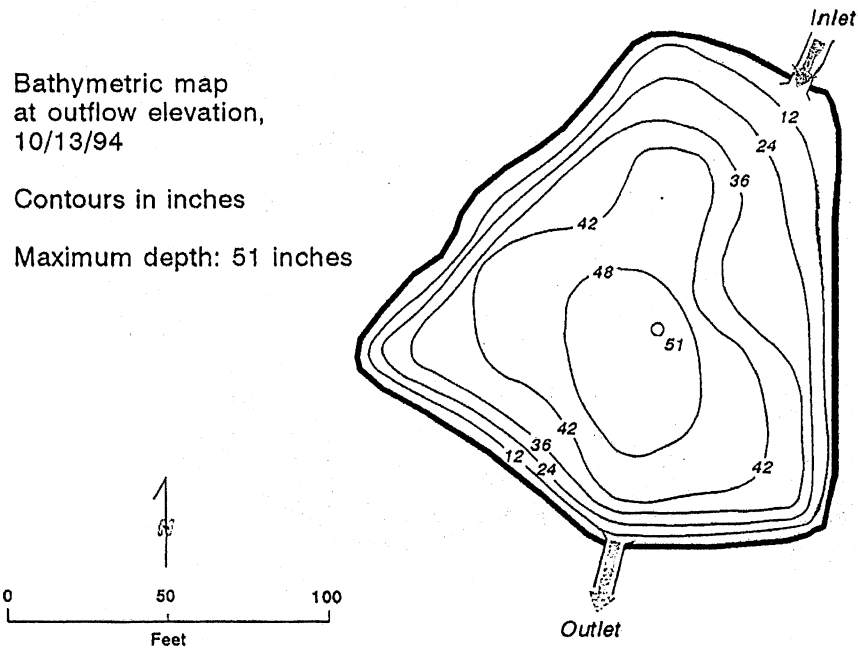 Inlet
Bathymetric map
at outflow elevation,
10/13/94
Contours in inches
Maximum depth: 51 inches
12
24
36
42
48
51
42
36
12
24
42
N
0 50 100
Feet
Outlet